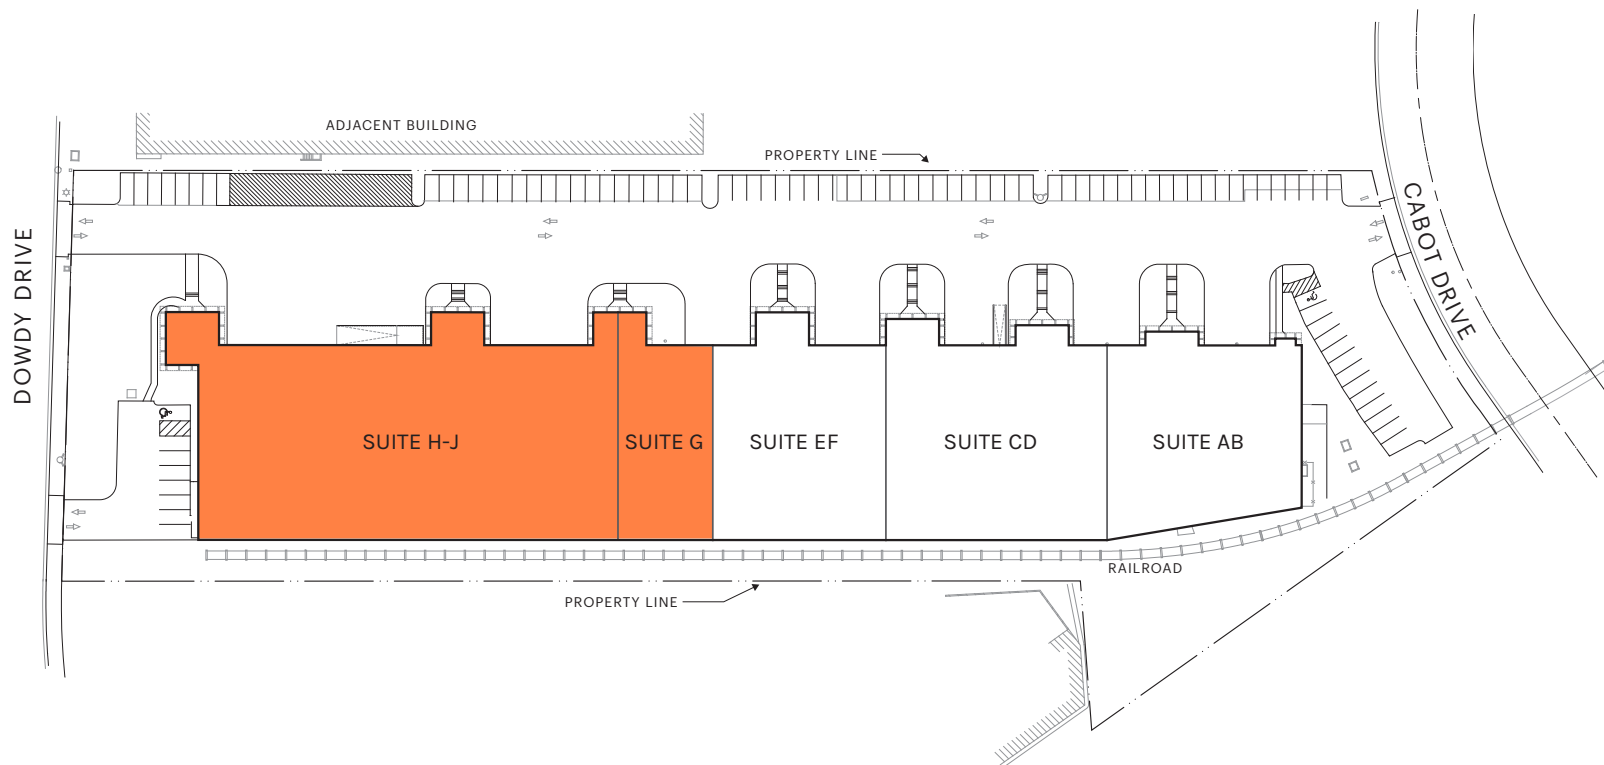 ADJACENT BUILDING
PROPERTY LINE
CABOT DRIVE
DOWDY DRIVE
SUITE H-J
SUITE G
SUITE EF
SUITE CD
SUITE AB
RAILROAD
PROPERTY LINE